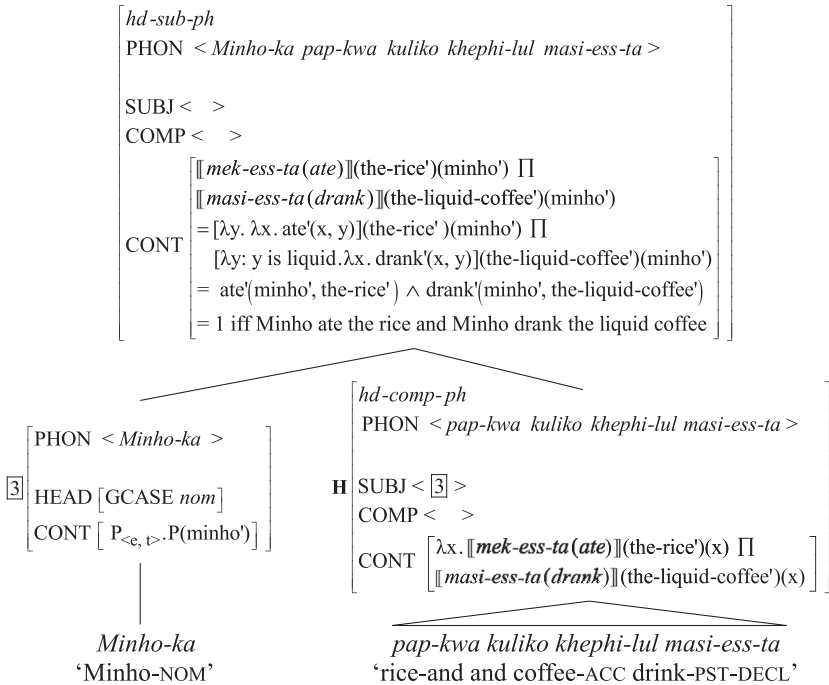 hd-sub-ph
PHON < Minho-ka pap-kwa kuliko khephi-lul masi-ess-ta >
SUBJ < >
COMP < >
CONT
⟦mek-ess-ta(ate)⟧(the-rice')(minho') ∏
⟦masi-ess-ta(drank)⟧(the-liquid-coffee')(minho')
=[λy. λx. ate'(x, y)](the-rice' )(minho') ∏
[λy: y is liquid.λx. drank'(x, y)](the-liquid-coffee')(minho')
= ate'(minho', the-rice') ∧ drank'(minho', the-liquid-coffee')
= 1 iff Minho ate the rice and Minho drank the liquid coffee
3
PHON < Minho-ka >
HEAD [GCASE nom]
CONT [ P<e, t>.P(minho')]
Minho-ka
‘Minho-NOM’
H
hd-comp-ph
PHON < pap-kwa kuliko khephi-lul masi-ess-ta >
SUBJ < 3 >
COMP < >
CONT
λx. ⟦mek-ess-ta(ate)⟧(the-rice')(x) ∏
⟦masi-ess-ta(drank)⟧(the-liquid-coffee')(x)
pap-kwa kuliko khephi-lul masi-ess-ta
‘rice-and and coffee-ACC drink-PST-DECL’